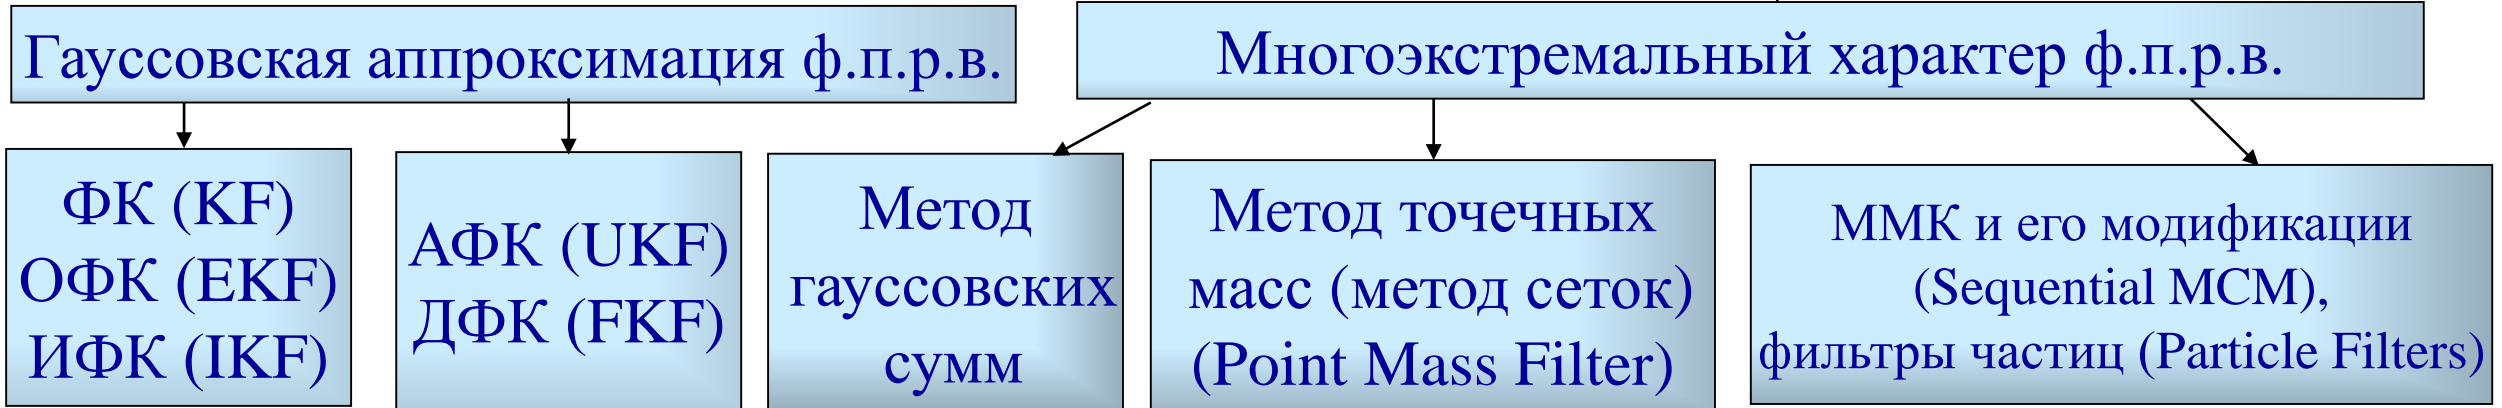 Гауссовская аппроксимация ф.п.р.в.
Многоэкстремальный характер ф.п.р.в.
ФК (KF)
ОФК (EKF)
ИФК (IKF)
АФК (UKF)
ДФК (FKF)
Метод
гауссовских
сумм
Метод точечных
масс (метод сеток)
(Point Mass Filter)
ММК и его модификации
(Sequential MCM),
фильтры частиц (Particle Filters)